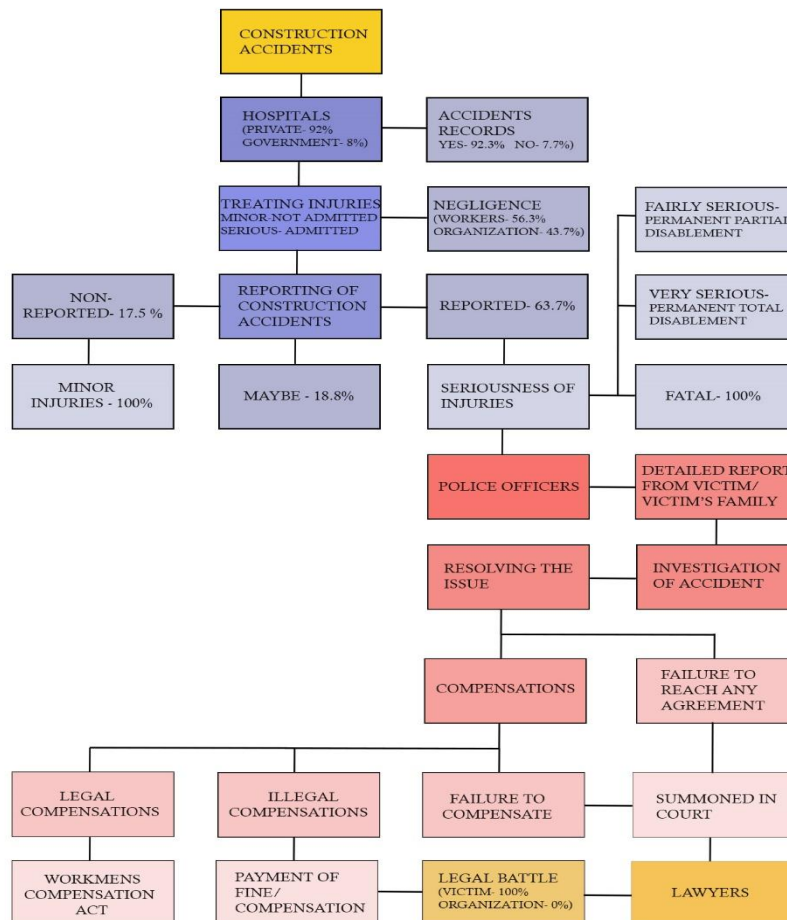 CONSTRUCTION
ACCIDENTS
HOSPITALS
(PRIVATE- 92%
GOVERNMENT- 8%)
ACCIDENTS
RECORDS
YES- 92.3% NO- 7.7%)
TREATING INJURIES
MINOR-NOT ADMITTED
SERIOUS- ADMITTED
NEGLIGENCE
(WORKERS- 56.3%
ORGANIZATION- 43.7%)
FAIRLY SERIOUS-
PERMANENT PARTIAL
DISABLEMENT
NON-
REPORTED- 17.5 %
REPORTING OF
CONSTRUCTION
ACCIDENTS
REPORTED- 63.7%
VERY SERIOUS-
PERMANENT TOTAL
DISABLEMENT
MINOR
INJURIES - 100%
MAYBE - 18.8%
SERIOUSNESS OF
INJURIES
FATAL- 100%
POLICE OFFICERS
DETAILED REPORT
FROM VICTIM/
VICTIM'S FAMILY
RESOLVING THE
ISSUE
INVESTIGATION
OF ACCIDENT
COMPENSATIONS
FAILURE TO
REACH ANY
AGREEMENT
LEGAL
COMPENSATIONS
ILLEGAL
COMPENSATIONS
FAILURE TO
COMPENSATE
SUMMONED IN
COURT
WORKMENS
COMPENSATION
ACT
PAYMENT OF
FINE/
COMPENSATION
LEGAL BATTLE
(VICTIM- 100%
ORGANIZATION- 0%)
LAWYERS